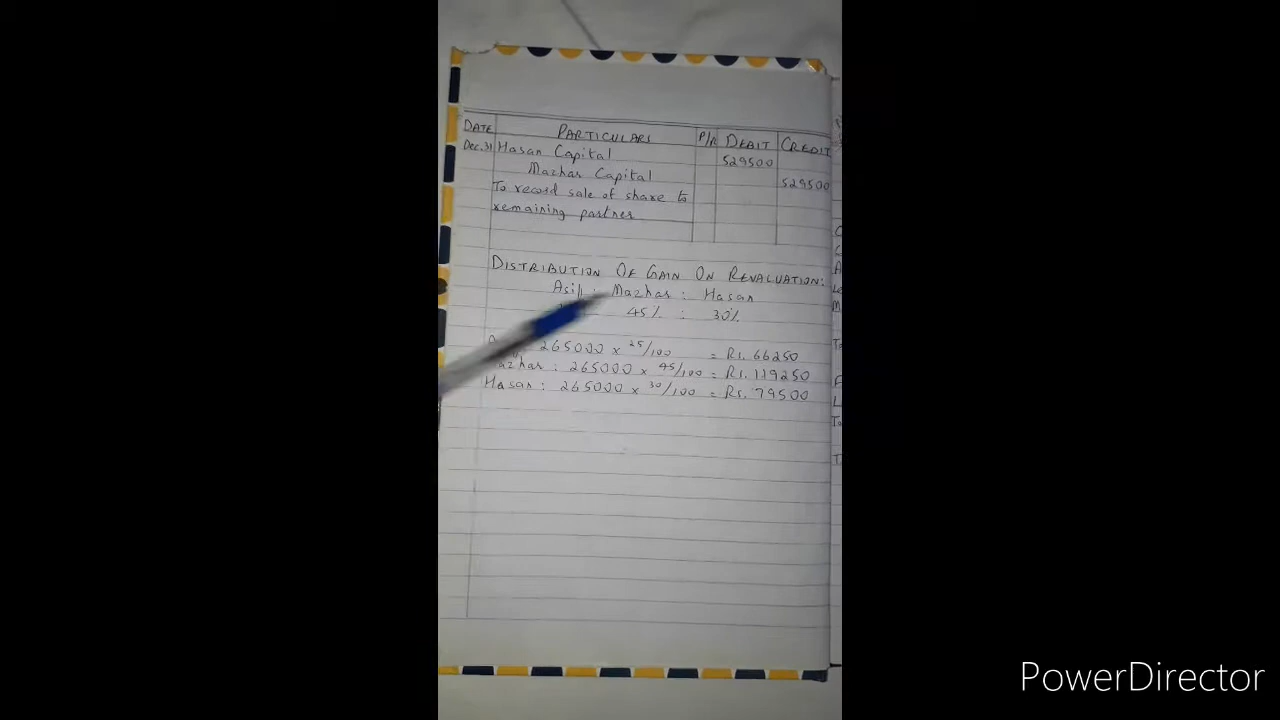 DATE PARTICULARS P/R DEBIT CREDIT
Dec.31 Hasan Capital 529500
Mazhar Capital 529500
To record sale of share to
remaining partner
DISTRIBUTION OF GAIN ON REVALUATION:
Asif : Mazhar : Hasan
45% : 30%
265000 x 25/100 = Rs. 66250
Mazhar : 265000 x 45/100 = Rs. 119250
Hasan : 265000 x 30/100 = Rs. 79500
PowerDirector